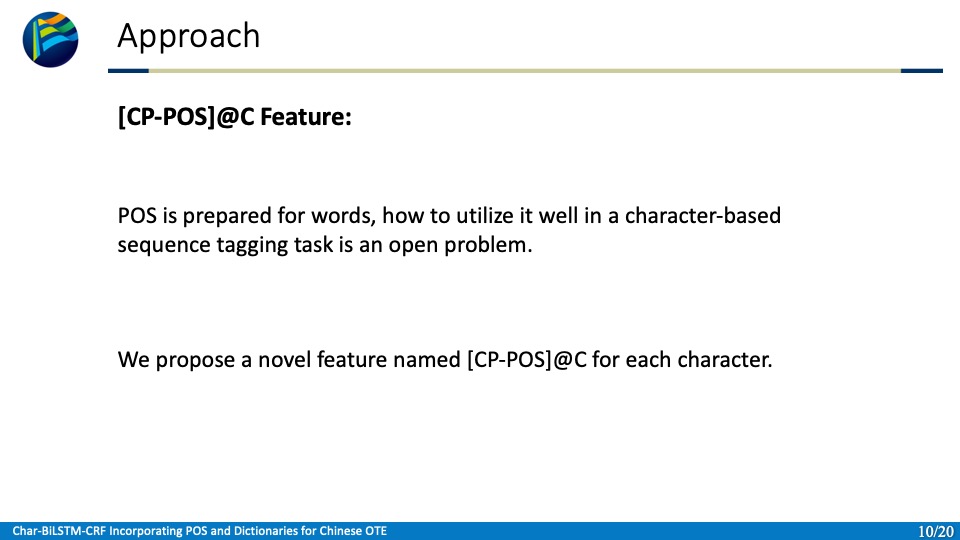 Approach
[CP-POS]@C Feature:
POS is prepared for words, how to utilize it well in a character-based
sequence tagging task is an open problem.
We propose a novel feature named [CP-POS]@C for each character.
Char-BiLSTM-CRF Incorporating POS and Dictionaries for Chinese OTE
10/20